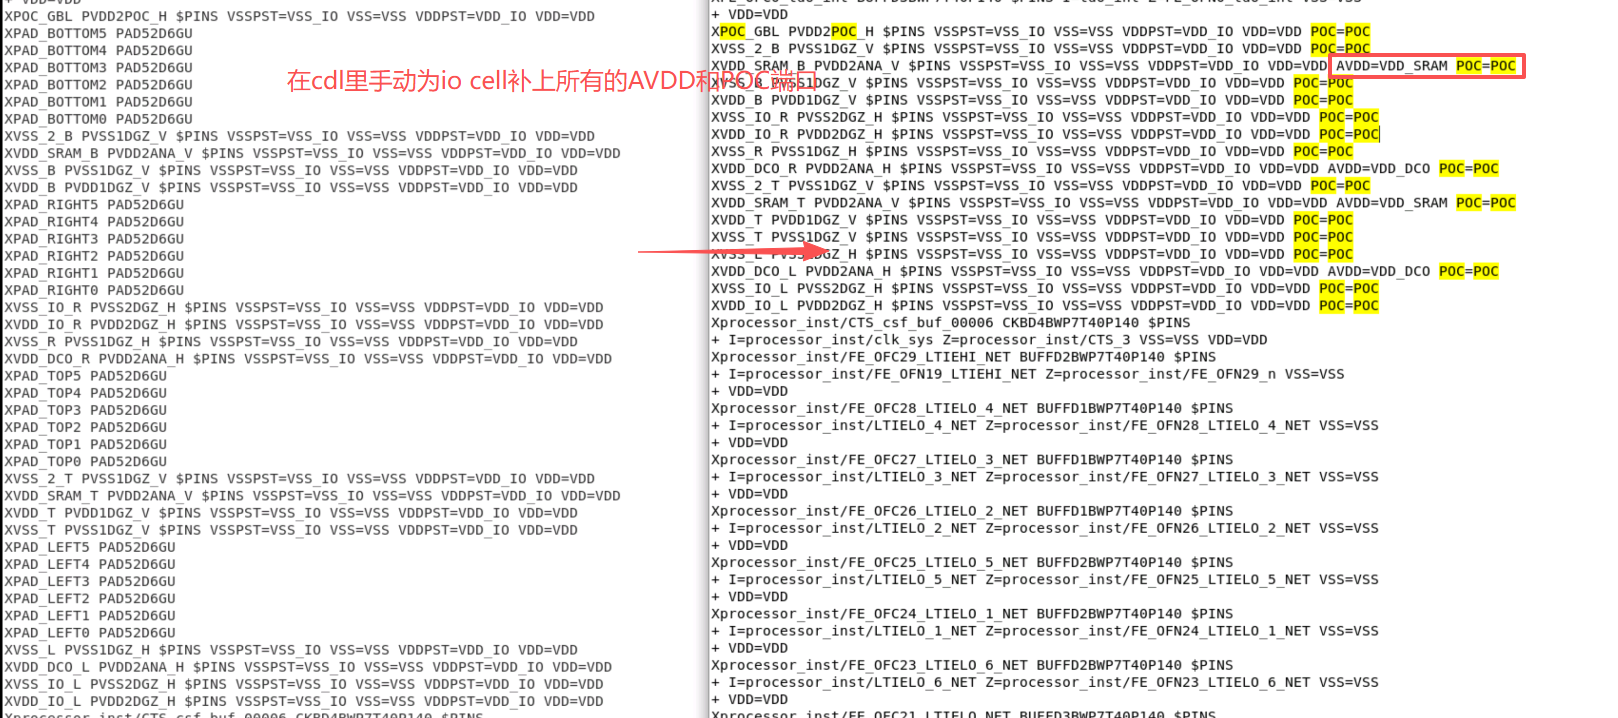 + VDD=VDD
XPOC_GBL PVDD2POC_H $PINS VSSPST=VSS_IO VSS=VSS VDDPST=VDD_IO VDD=VDD
XPAD_BOTTOM5 PAD52D6GU
XPAD_BOTTOM4 PAD52D6GU
XPAD_BOTTOM3 PAD52D6GU
XPAD_BOTTOM2 PAD52D6GU
XPAD_BOTTOM1 PAD52D6GU
XPAD_BOTTOM0 PAD52D6GU
XVSS_2_B PVSS1DGZ_V $PINS VSSPST=VSS_IO VSS=VSS VDDPST=VDD_IO VDD=VDD
XVDD_SRAM_B PVDD2ANA_V $PINS VSSPST=VSS_IO VSS=VSS VDDPST=VDD_IO VDD=VDD
XVSS_B PVSS1DGZ_V $PINS VSSPST=VSS_IO VSS=VSS VDDPST=VDD_IO VDD=VDD
XVDD_B PVDD1DGZ_V $PINS VSSPST=VSS_IO VSS=VSS VDDPST=VDD_IO VDD=VDD
XPAD_RIGHT5 PAD52D6GU
XPAD_RIGHT4 PAD52D6GU
XPAD_RIGHT3 PAD52D6GU
XPAD_RIGHT2 PAD52D6GU
XPAD_RIGHT1 PAD52D6GU
XPAD_RIGHT0 PAD52D6GU
XVSS_IO_R PVSS2DGZ_H $PINS VSSPST=VSS_IO VSS=VSS VDDPST=VDD_IO VDD=VDD
XVDD_IO_R PVDD2DGZ_H $PINS VSSPST=VSS_IO VSS=VSS VDDPST=VDD_IO VDD=VDD
XVSS_R PVSS1DGZ_H $PINS VSSPST=VSS_IO VSS=VSS VDDPST=VDD_IO VDD=VDD
XVDD_DCO_R PVDD2ANA_H $PINS VSSPST=VSS_IO VSS=VSS VDDPST=VDD_IO VDD=VDD
XPAD_TOP5 PAD52D6GU
XPAD_TOP4 PAD52D6GU
XPAD_TOP3 PAD52D6GU
XPAD_TOP2 PAD52D6GU
XPAD_TOP1 PAD52D6GU
XPAD_TOP0 PAD52D6GU
XVSS_2_T PVSS1DGZ_V $PINS VSSPST=VSS_IO VSS=VSS VDDPST=VDD_IO VDD=VDD
XVDD_SRAM_T PVDD2ANA_V $PINS VSSPST=VSS_IO VSS=VSS VDDPST=VDD_IO VDD=VDD
XVDD_T PVDD1DGZ_V $PINS VSSPST=VSS_IO VSS=VSS VDDPST=VDD_IO VDD=VDD
XVSS_T PVSS1DGZ_V $PINS VSSPST=VSS_IO VSS=VSS VDDPST=VDD_IO VDD=VDD
XPAD_LEFT5 PAD52D6GU
XPAD_LEFT4 PAD52D6GU
XPAD_LEFT3 PAD52D6GU
XPAD_LEFT2 PAD52D6GU
XPAD_LEFT1 PAD52D6GU
XPAD_LEFT0 PAD52D6GU
XVSS_L PVSS1DGZ_H $PINS VSSPST=VSS_IO VSS=VSS VDDPST=VDD_IO VDD=VDD
XVDD_DCO_L PVDD2ANA_H $PINS VSSPST=VSS_IO VSS=VSS VDDPST=VDD_IO VDD=VDD
XVSS_IO_L PVSS2DGZ_H $PINS VSSPST=VSS_IO VSS=VSS VDDPST=VDD_IO VDD=VDD
XVDD_IO_L PVDD2DGZ_H $PINS VSSPST=VSS_IO VSS=VSS VDDPST=VDD_IO VDD=VDD
Xprocessor_inst/CTS_csf_buf_00006 CKBD4BWP7T40P140 $PINS
在cdl里手动为io cell补上所有的AVDD和POC端口
+ VDD=VDD
XPOC_GBL PVDD2POC_H $PINS VSSPST=VSS_IO VSS=VSS VDDPST=VDD_IO VDD=VDD POC=POC
XVSS_2_B PVSS1DGZ_V $PINS VSSPST=VSS_IO VSS=VSS VDDPST=VDD_IO VDD=VDD POC=POC
XVDD_SRAM_B PVDD2ANA_V $PINS VSSPST=VSS_IO VSS=VSS VDDPST=VDD_IO VDD=VDD AVDD=VDD_SRAM POC=POC
XVSS_B PVSS1DGZ_V $PINS VSSPST=VSS_IO VSS=VSS VDDPST=VDD_IO VDD=VDD POC=POC
XVDD_B PVDD1DGZ_V $PINS VSSPST=VSS_IO VSS=VSS VDDPST=VDD_IO VDD=VDD POC=POC
XVSS_IO_R PVSS2DGZ_H $PINS VSSPST=VSS_IO VSS=VSS VDDPST=VDD_IO VDD=VDD POC=POC
XVDD_IO_R PVDD2DGZ_H $PINS VSSPST=VSS_IO VSS=VSS VDDPST=VDD_IO VDD=VDD POC=POC
XVSS_R PVSS1DGZ_H $PINS VSSPST=VSS_IO VSS=VSS VDDPST=VDD_IO VDD=VDD POC=POC
XVDD_DCO_R PVDD2ANA_H $PINS VSSPST=VSS_IO VSS=VSS VDDPST=VDD_IO VDD=VDD AVDD=VDD_DCO POC=POC
XVSS_2_T PVSS1DGZ_V $PINS VSSPST=VSS_IO VSS=VSS VDDPST=VDD_IO VDD=VDD POC=POC
XVDD_SRAM_T PVDD2ANA_V $PINS VSSPST=VSS_IO VSS=VSS VDDPST=VDD_IO VDD=VDD AVDD=VDD_SRAM POC=POC
XVDD_T PVDD1DGZ_V $PINS VSSPST=VSS_IO VSS=VSS VDDPST=VDD_IO VDD=VDD POC=POC
XVSS_T PVSS1DGZ_V $PINS VSSPST=VSS_IO VSS=VSS VDDPST=VDD_IO VDD=VDD POC=POC
XVSS_L PVSS1DGZ_H $PINS VSSPST=VSS_IO VSS=VSS VDDPST=VDD_IO VDD=VDD POC=POC
XVDD_DCO_L PVDD2ANA_H $PINS VSSPST=VSS_IO VSS=VSS VDDPST=VDD_IO VDD=VDD AVDD=VDD_DCO POC=POC
XVSS_IO_L PVSS2DGZ_H $PINS VSSPST=VSS_IO VSS=VSS VDDPST=VDD_IO VDD=VDD POC=POC
XVDD_IO_L PVDD2DGZ_H $PINS VSSPST=VSS_IO VSS=VSS VDDPST=VDD_IO VDD=VDD POC=POC
Xprocessor_inst/CTS_csf_buf_00006 CKBD4BWP7T40P140 $PINS
+ I=processor_inst/clk_sys Z=processor_inst/CTS_3 VSS=VSS VDD=VDD
Xprocessor_inst/FE_OFC29_LTIEHI_NET BUFFD2BWP7T40P140 $PINS
+ I=processor_inst/FE_OFN19_LTIEHI_NET Z=processor_inst/FE_OFN29_n VSS=VSS
+ VDD=VDD
Xprocessor_inst/FE_OFC28_LTIELO_4_NET BUFFD1BWP7T40P140 $PINS
+ I=processor_inst/LTIELO_4_NET Z=processor_inst/FE_OFN28_LTIELO_4_NET VSS=VSS
+ VDD=VDD
Xprocessor_inst/FE_OFC27_LTIELO_3_NET BUFFD1BWP7T40P140 $PINS
+ I=processor_inst/LTIELO_3_NET Z=processor_inst/FE_OFN27_LTIELO_3_NET VSS=VSS
+ VDD=VDD
Xprocessor_inst/FE_OFC26_LTIELO_2_NET BUFFD1BWP7T40P140 $PINS
+ I=processor_inst/LTIELO_2_NET Z=processor_inst/FE_OFN26_LTIELO_2_NET VSS=VSS
+ VDD=VDD
Xprocessor_inst/FE_OFC25_LTIELO_5_NET BUFFD2BWP7T40P140 $PINS
+ I=processor_inst/LTIELO_5_NET Z=processor_inst/FE_OFN25_LTIELO_5_NET VSS=VSS
+ VDD=VDD
Xprocessor_inst/FE_OFC24_LTIELO_1_NET BUFFD2BWP7T40P140 $PINS
+ I=processor_inst/LTIELO_1_NET Z=processor_inst/FE_OFN24_LTIELO_1_NET VSS=VSS
+ VDD=VDD
Xprocessor_inst/FE_OFC23_LTIELO_6_NET BUFFD2BWP7T40P140 $PINS
+ I=processor_inst/LTIELO_6_NET Z=processor_inst/FE_OFN23_LTIELO_6_NET VSS=VSS
+ VDD=VDD
Xprocessor_inst/FE_OFC21_LTIELO_NET BUFFD3BWP7T40P140 $PINS